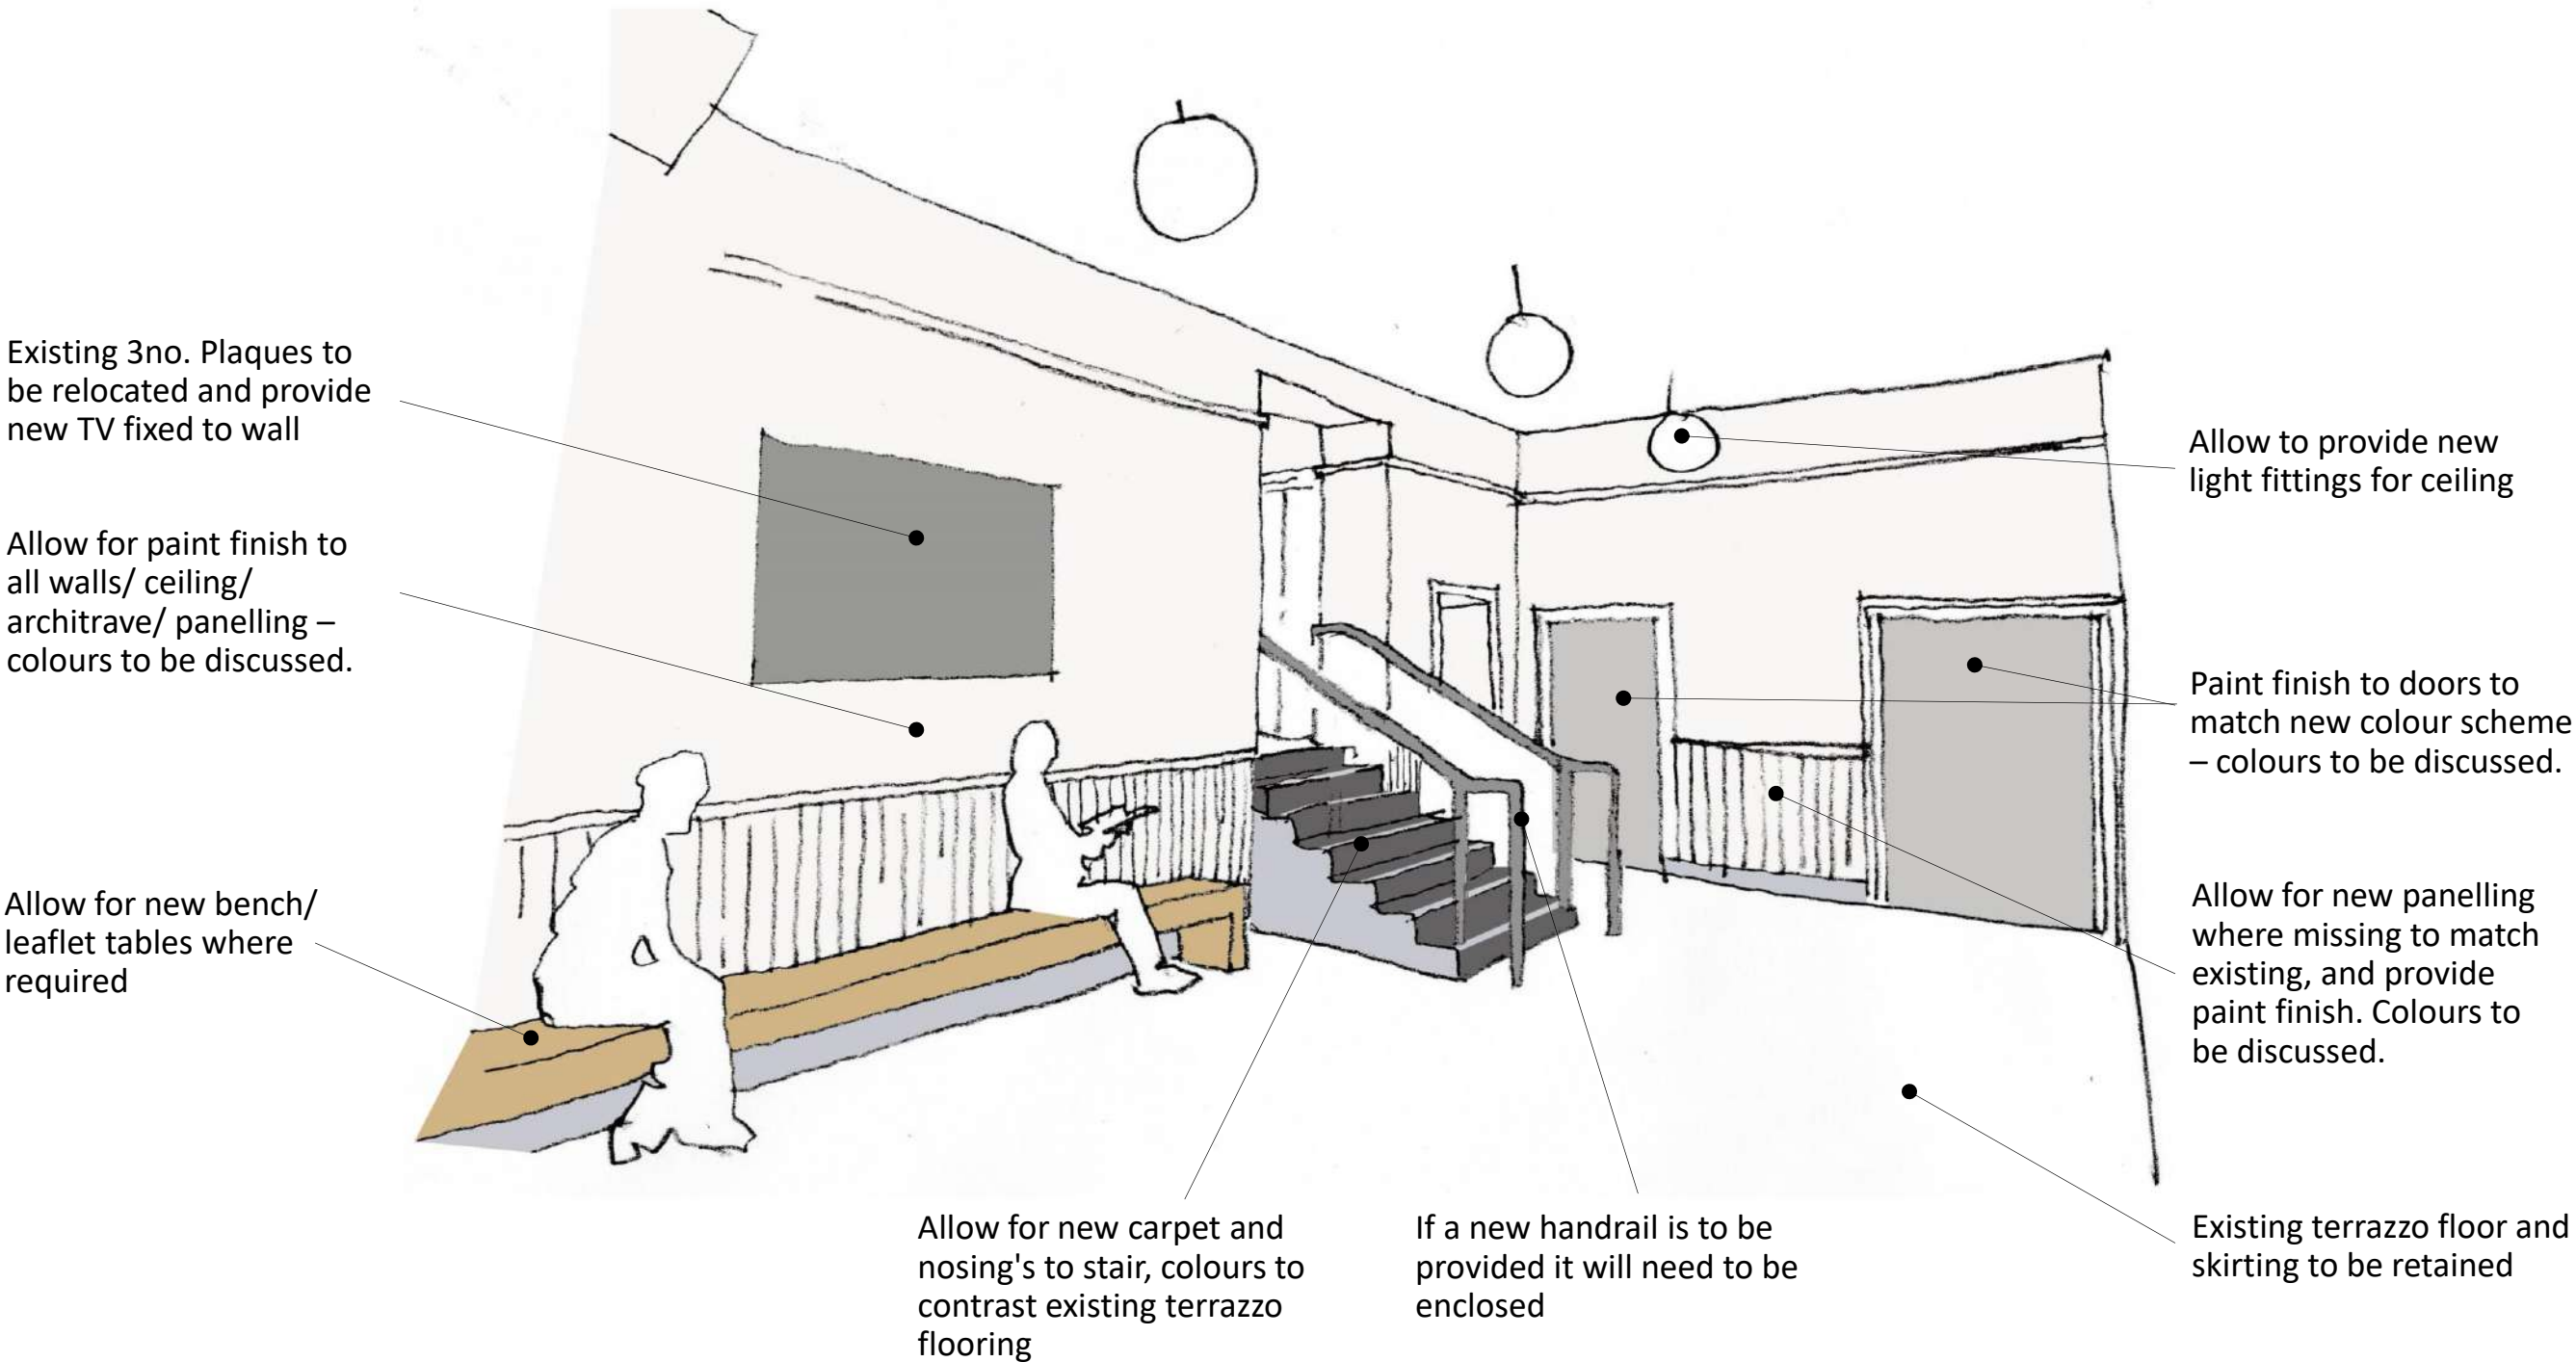 Existing 3no. Plaques to
be relocated and provide
new TV fixed to wall
Allow for paint finish to
all walls/ ceiling/
architrave/ panelling –
colours to be discussed.
Allow for new bench/
leaflet tables where
required
Allow for new carpet and
nosing's to stair, colours to
contrast existing terrazzo
flooring
If a new handrail is to be
provided it will need to be
enclosed
Allow to provide new
light fittings for ceiling
Paint finish to doors to
match new colour scheme
– colours to be discussed.
Allow for new panelling
where missing to match
existing, and provide
paint finish. Colours to
be discussed.
Existing terrazzo floor and
skirting to be retained